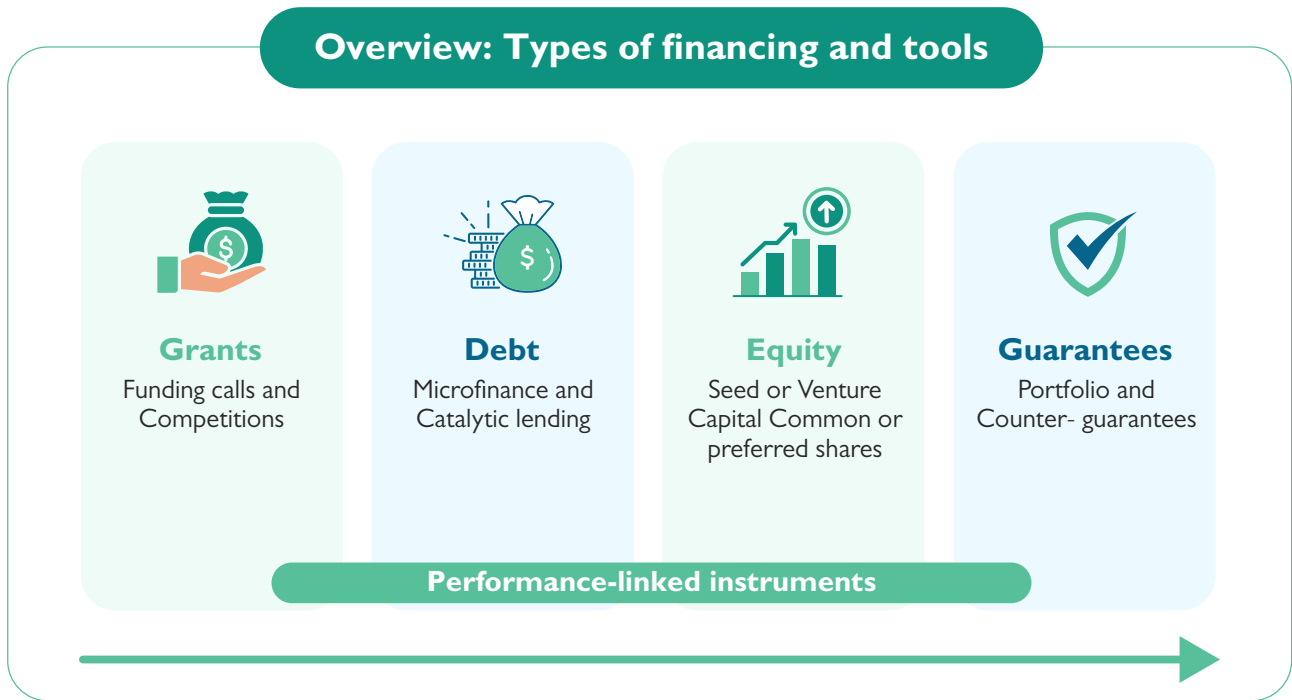 Overview: Types of financing and tools
$
Grants
Funding calls and
Competitions
$
Debt
Microfinance and
Catalytic lending
Equity
Seed or Venture
Capital Common or
preferred shares
Guarantees
Portfolio and
Counter- guarantees
Performance-linked instruments